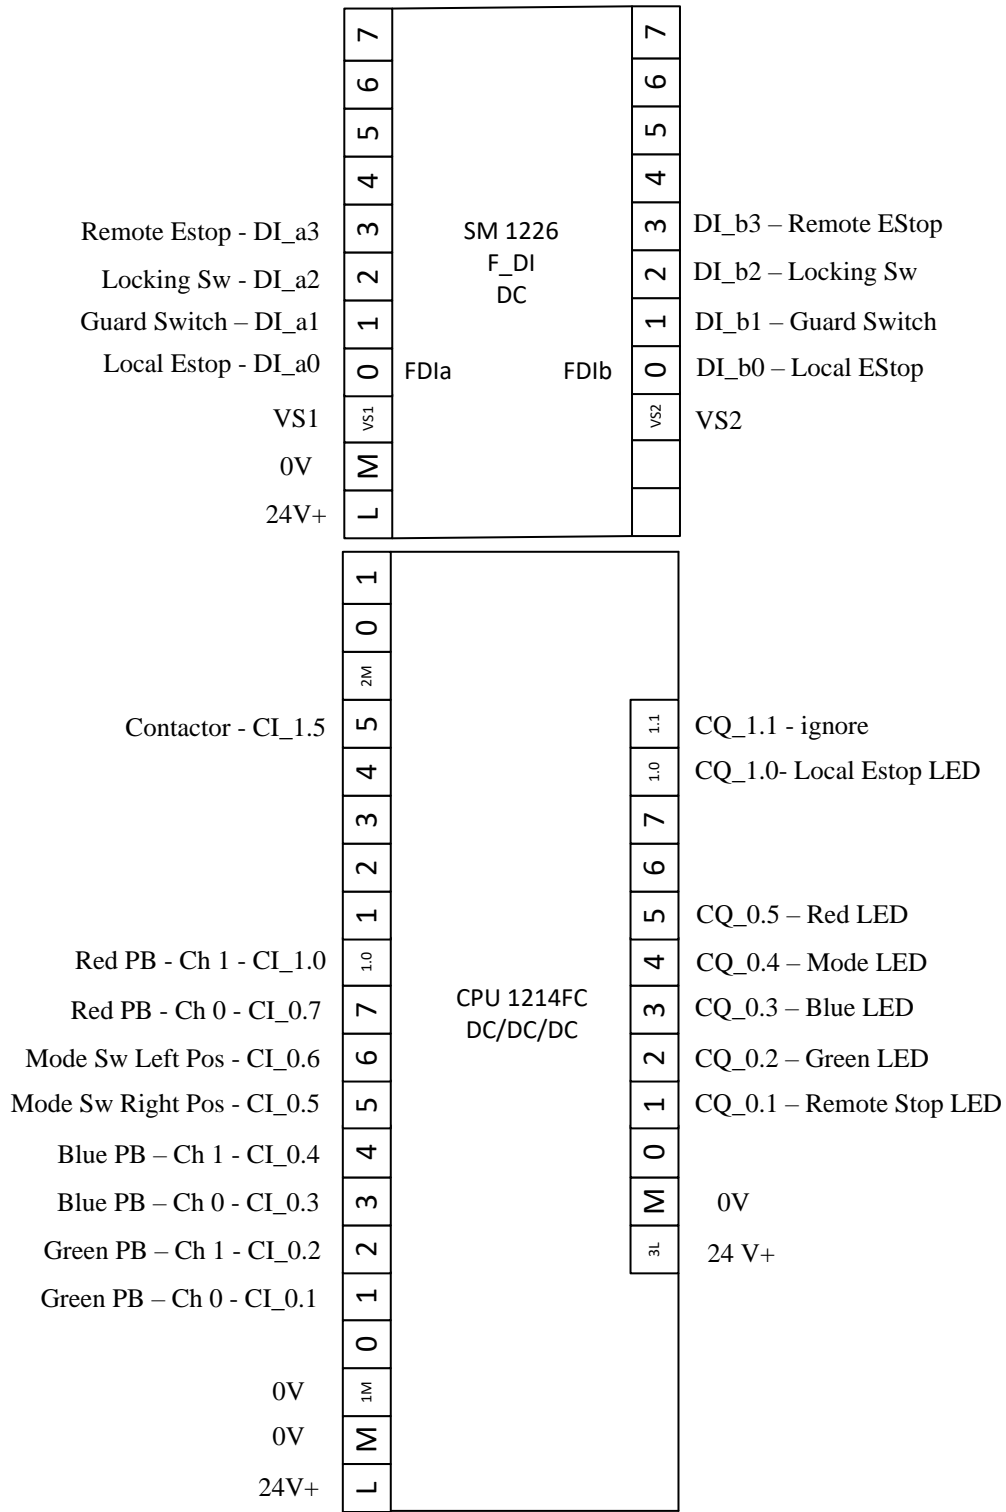 7
7
6
6
5
5
4
4
Remote Estop - DI_a3
3
SM 1226
3
DI_b3 – Remote EStop
F_DI
Locking Sw - DI_a2
2
2
DI_b2 – Locking Sw
DC
Guard Switch – DI_a1
1
1
DI_b1 – Guard Switch
Local Estop - DI_a0
0
FDIa
FDIb
0
DI_b0 – Local EStop
VS1
VS1
VS2
VS2
0V
M
24V+
L
1
0
2M
Contactor - CI_1.5
5
1.1
CQ_1.1 - ignore
4
1.0
CQ_1.0- Local Estop LED
3
7
2
6
1
5
CQ_0.5 – Red LED
Red PB - Ch 1 - CI_1.0
1.0
4
CQ_0.4 – Mode LED
Red PB - Ch 0 - CI_0.7
7
CPU 1214FC
DC/DC/DC
3
CQ_0.3 – Blue LED
Mode Sw Left Pos - CI_0.6
6
2
CQ_0.2 – Green LED
Mode Sw Right Pos - CI_0.5
5
1
CQ_0.1 – Remote Stop LED
Blue PB – Ch 1 - CI_0.4
4
0
Blue PB – Ch 0 - CI_0.3
3
M
0V
Green PB – Ch 1 - CI_0.2
2
3L
24 V+
Green PB – Ch 0 - CI_0.1
1
0
0V
1M
0V
M
24V+
L